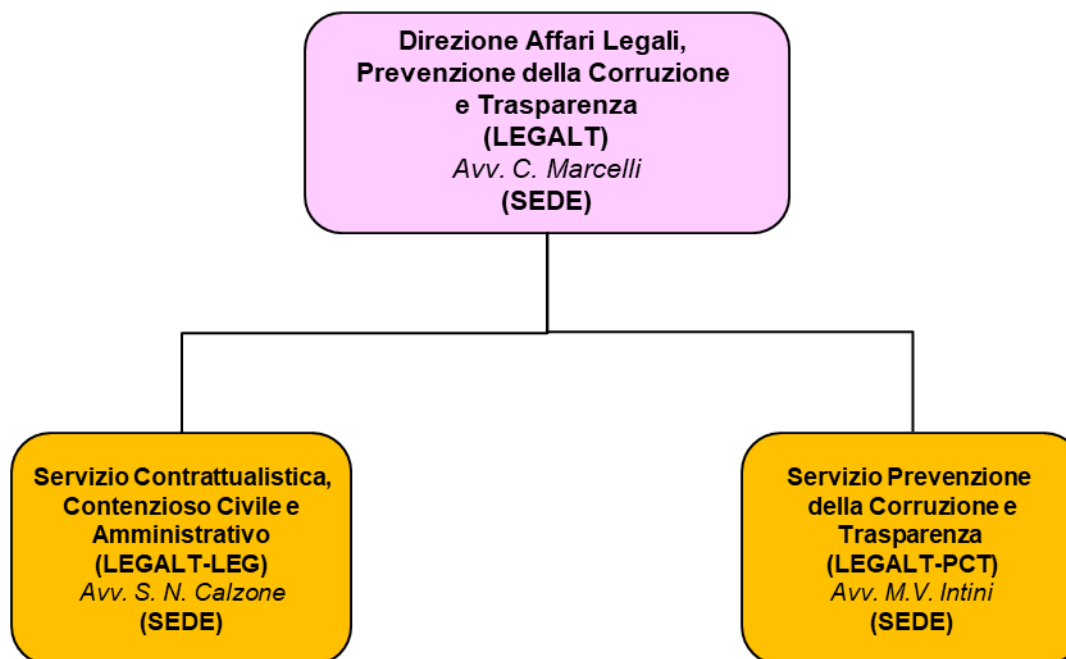 Direzione Affari Legali,
Prevenzione della Corruzione
e Trasparenza
(LEGALT)
Avv. C. Marcelli
(SEDE)
Servizio Contrattualistica,
Contenzioso Civile e
Amministrativo
(LEGALT-LEG)
Avv. S. N. Calzone
(SEDE)
Servizio Prevenzione
della Corruzione e
Trasparenza
(LEGALT-PCT)
Avv. M.V. Intini
(SEDE)